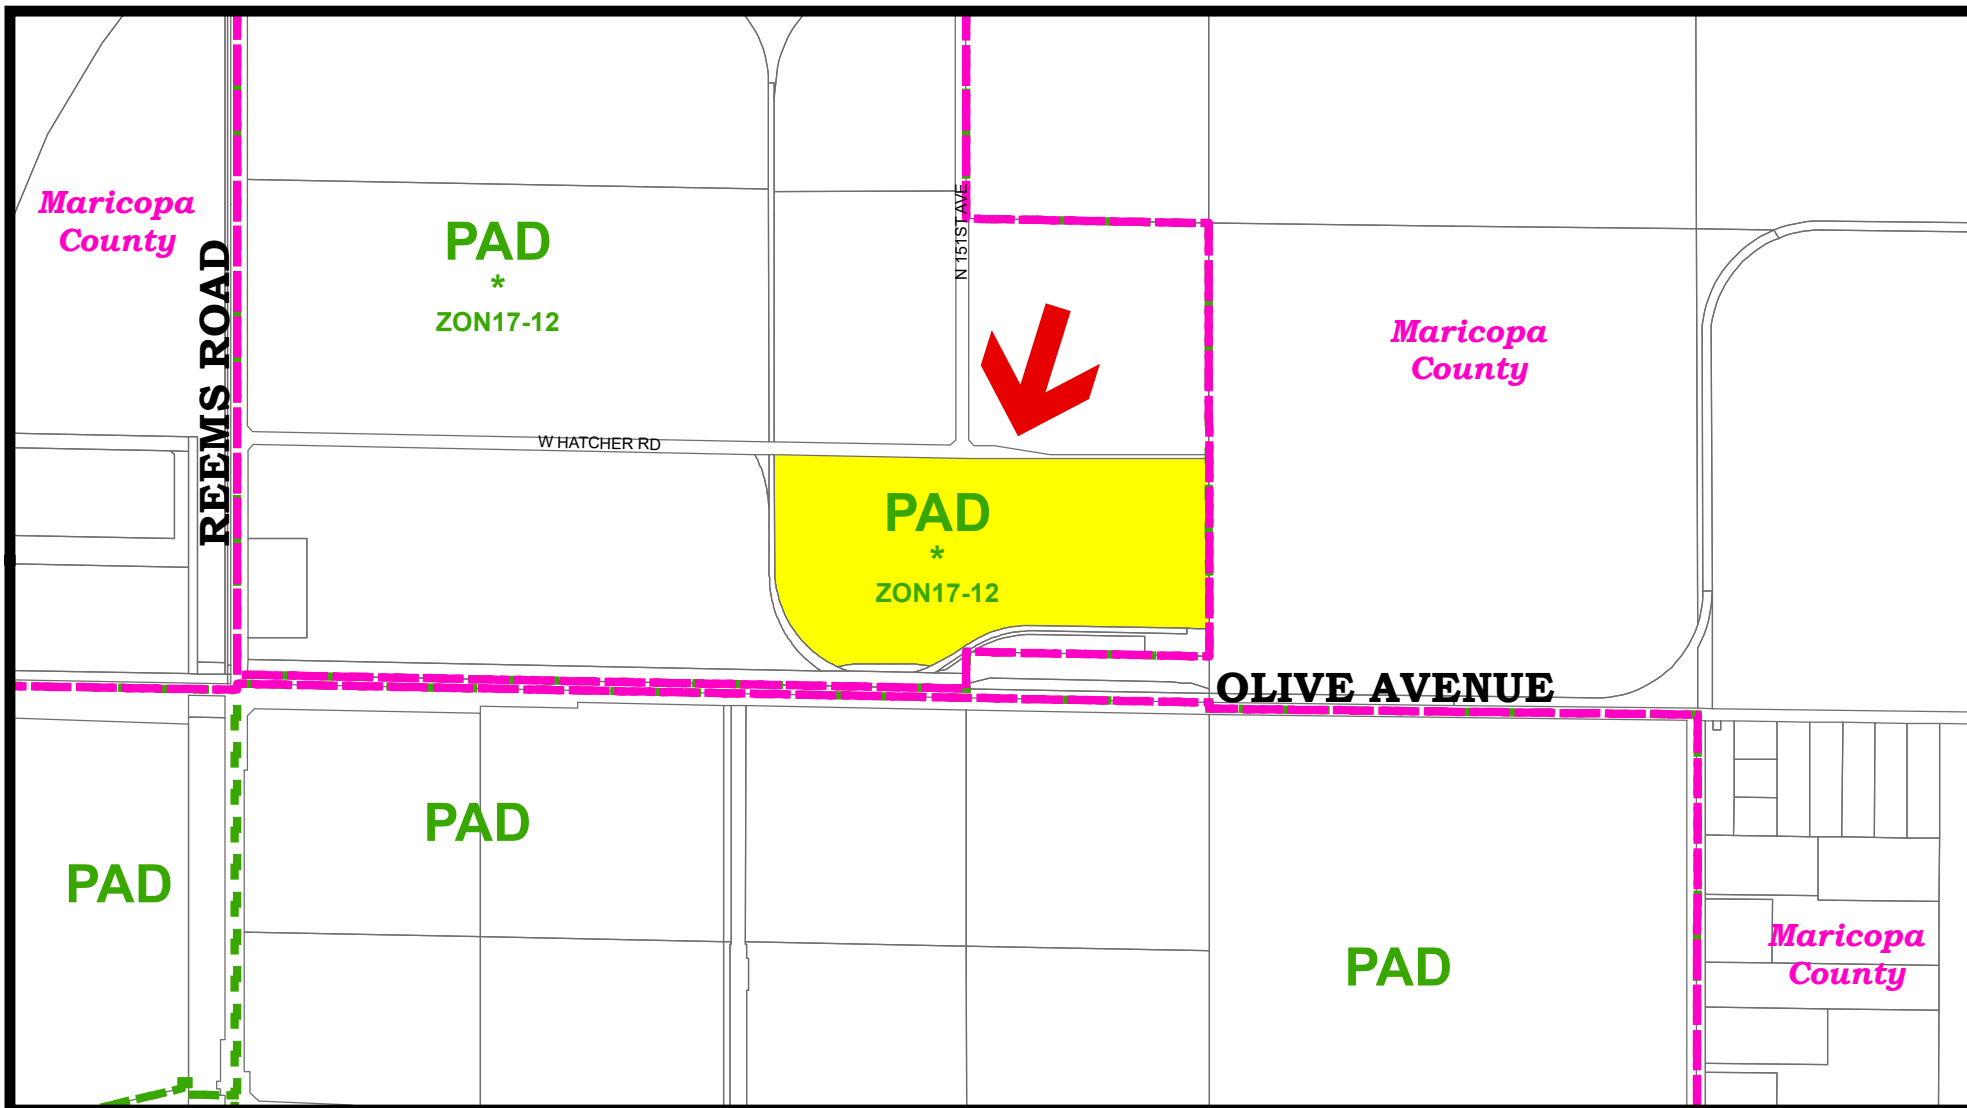 Maricopa
County
REEMS ROAD
PAD
*
ZON17-12
N 151ST AVE
Maricopa
County
W HATCHER RD
PAD
*
ZON17-12
OLIVE AVENUE
PAD
PAD
PAD
Maricopa
County